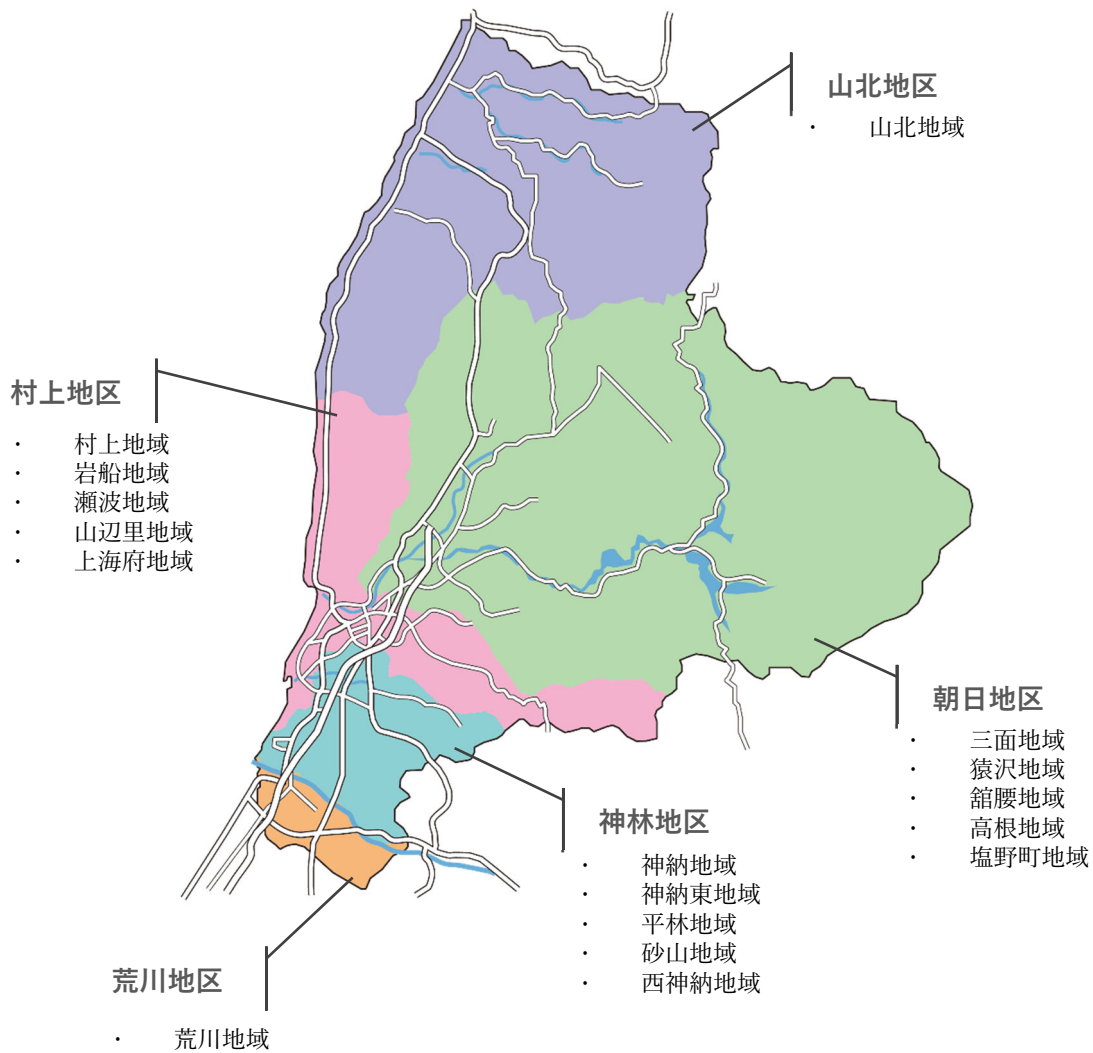 山北地区
・ 山北地域
村上地区
・ 村上地域
・ 岩船地域
・ 瀬波地域
・ 山辺里地域
・ 上海府地域
朝日地区
・ 三面地域
・ 猿沢地域
・ 舘腰地域
・ 高根地域
・ 塩野町地域
神林地区
・ 神納地域
・ 神納東地域
・ 平林地域
・ 砂山地域
・ 西神納地域
荒川地区
・ 荒川地域